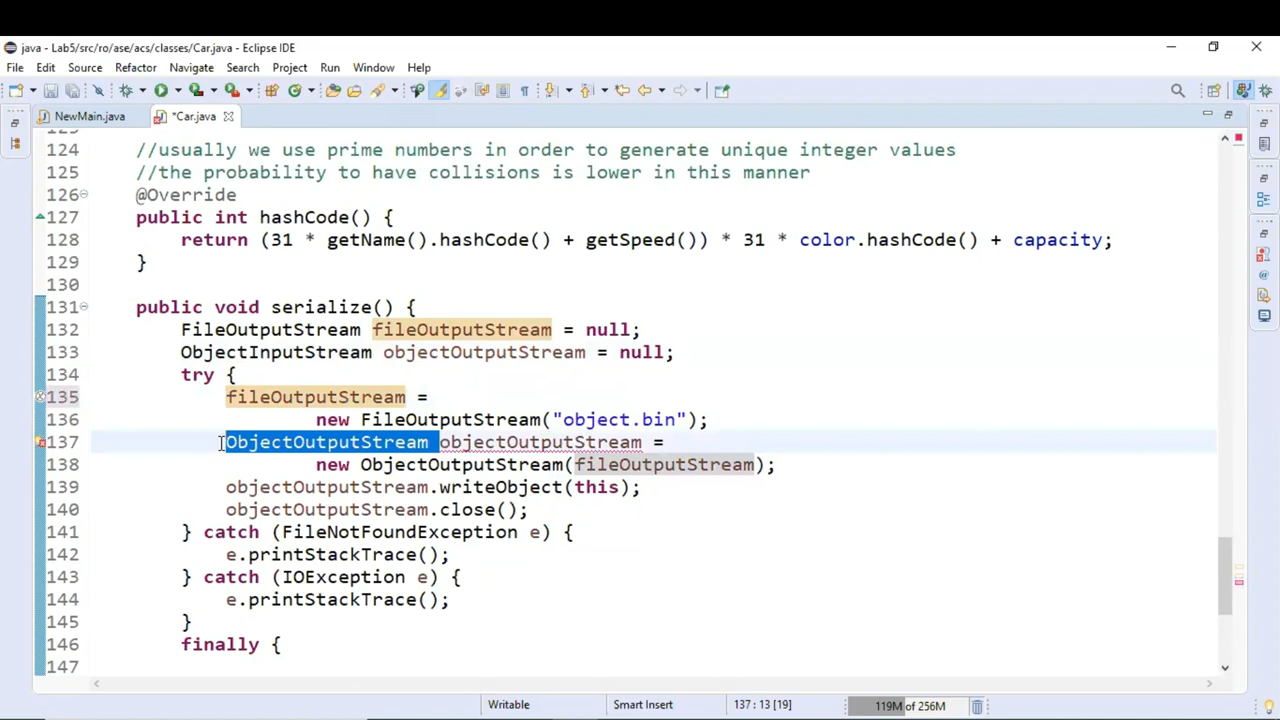 java - Lab5/src/ro/ase/acs/classes/Car.java - Eclipse IDE
File Edit Source Refactor Navigate Search Project Run Window Help
NewMain.java *Car.java
124 //usually we use prime numbers in order to generate unique integer values
125 //the probability to have collisions is lower in this manner
126 @Override
127 public int hashCode() {
128 return (31 * getName().hashCode() + getSpeed()) * 31 * color.hashCode() + capacity;
129 }
130
131 public void serialize() {
132 FileOutputStream fileOutputStream = null;
133 ObjectInputStream objectOutputStream = null;
134 try {
135 fileOutputStream =
136 new FileOutputStream("object.bin");
137 ObjectOutputStream objectOutputStream =
138 new ObjectOutputStream(fileOutputStream);
139 objectOutputStream.writeObject(this);
140 objectOutputStream.close();
141 } catch (FileNotFoundException e) {
142 e.printStackTrace();
143 } catch (IOException e) {
144 e.printStackTrace();
145 }
146 finally {
147
Writable Smart Insert 137 : 13 [19] 119M of 256M